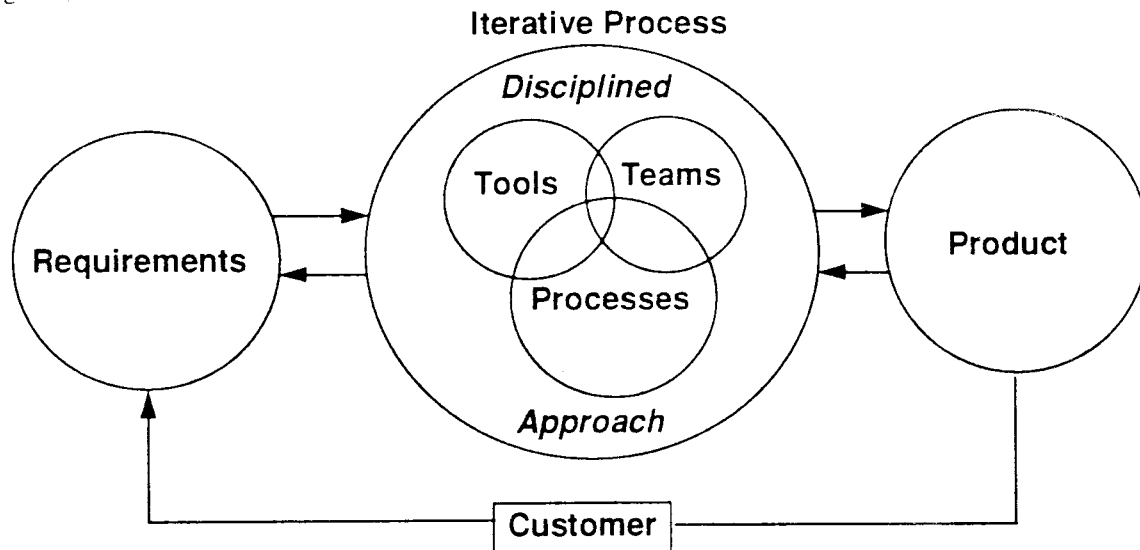 Iterative Process
Disciplined
Tools
Teams
Requirements
Product
Processes
Approach
Customer